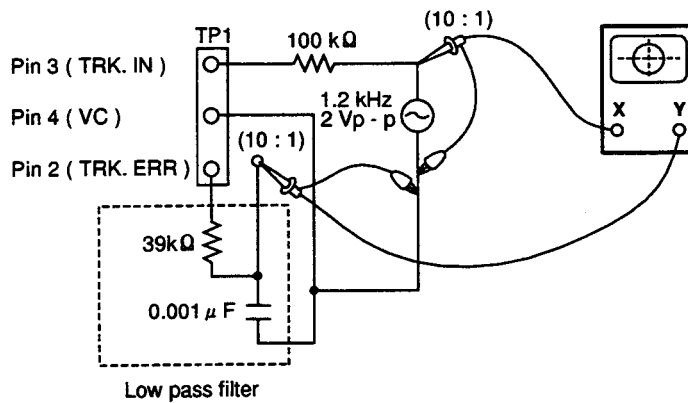 TP1
(10 : 1)
100 kΩ
Pin 3 ( TRK. IN )
1.2 kHz
2 Vp - p
Pin 4 ( VC )
(10 : 1)
X
Y
Pin 2 ( TRK. ERR )
39kΩ
0.001 μ F
Low pass filter